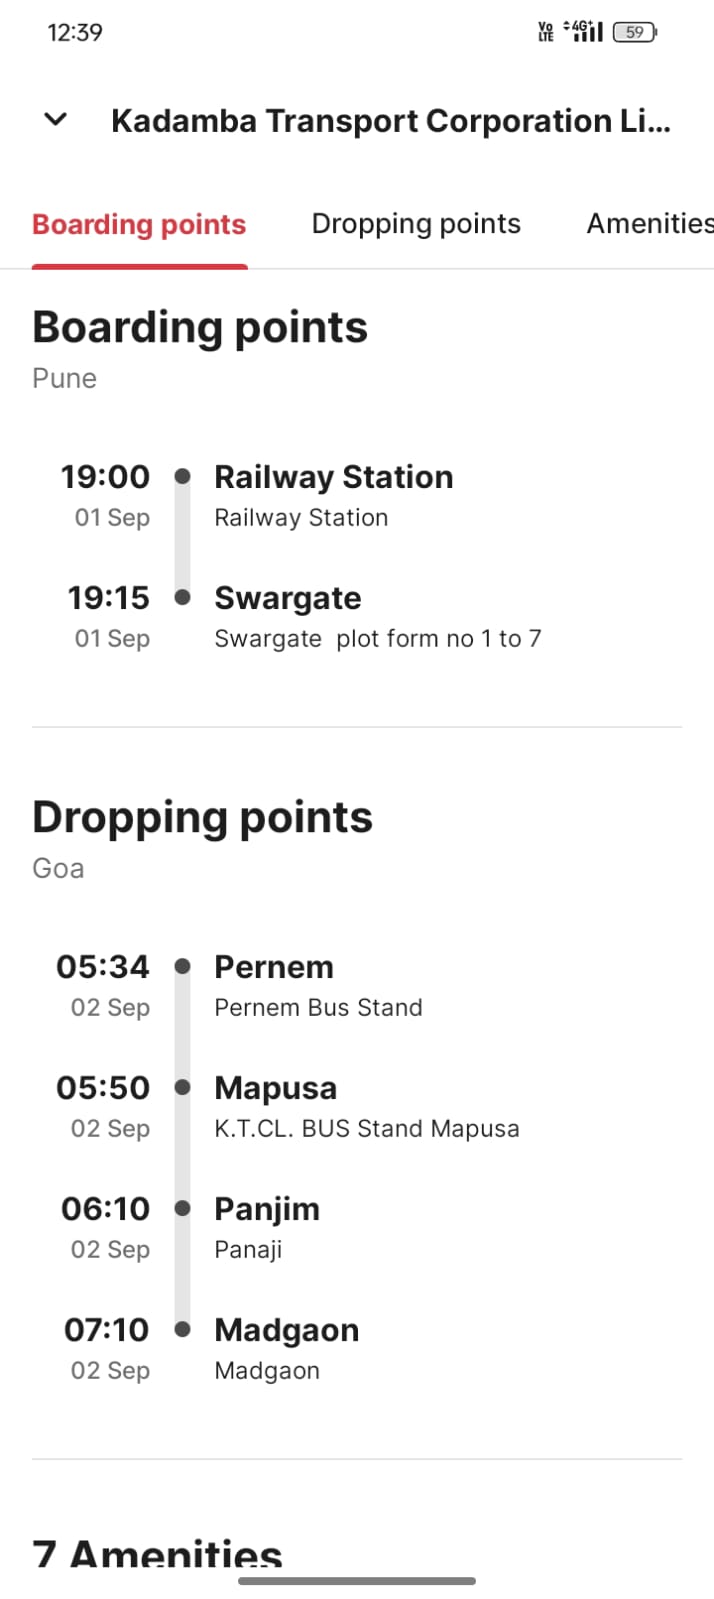 12:39
Vo LTE 4G+ 59
Kadamba Transport Corporation Li...
Boarding points Dropping points Amenities
Boarding points
Pune
19:00 Railway Station
01 Sep Railway Station
19:15 Swargate
01 Sep Swargate  plot form no 1 to 7
Dropping points
Goa
05:34 Pernem
02 Sep Pernem Bus Stand
05:50 Mapusa
02 Sep K.T.CL. BUS Stand Mapusa
06:10 Panjim
02 Sep Panaji
07:10 Madgaon
02 Sep Madgaon
7 Amenities